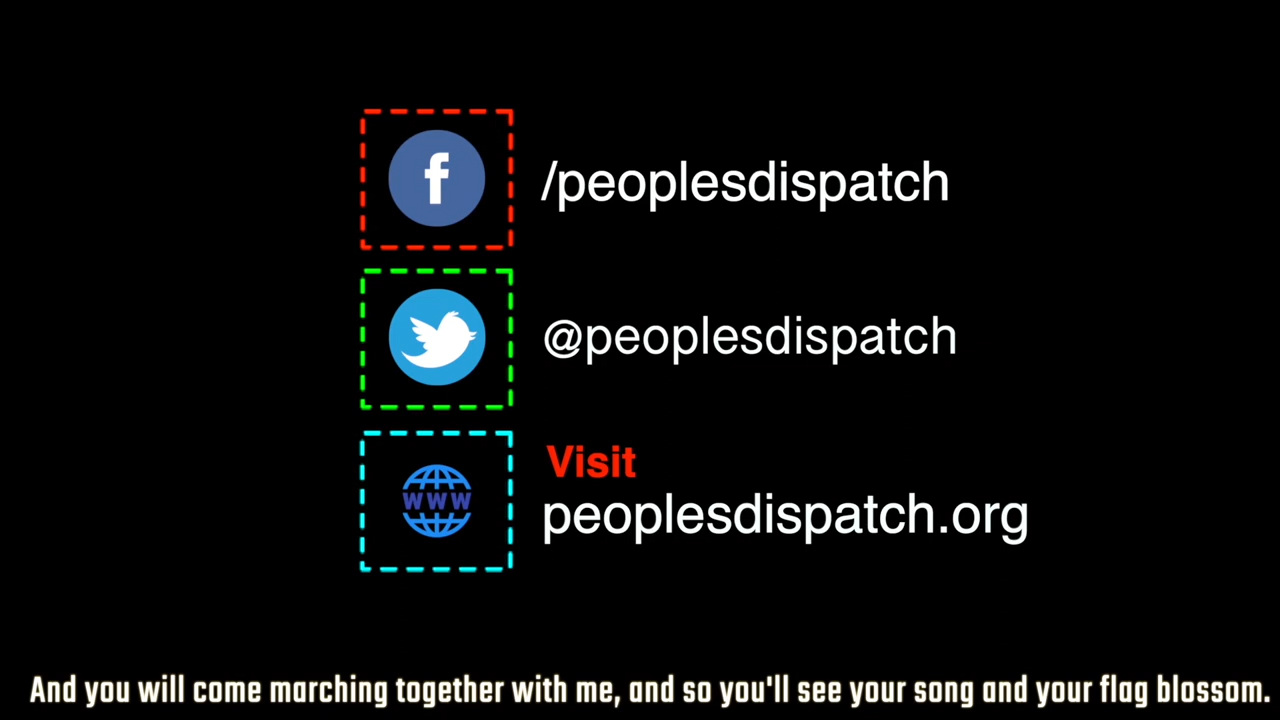 f
/peoplesdispatch
@peoplesdispatch
Visit
www
peoplesdispatch.org
And you will come marching together with me, and so you'll see your song and your flag blossom.